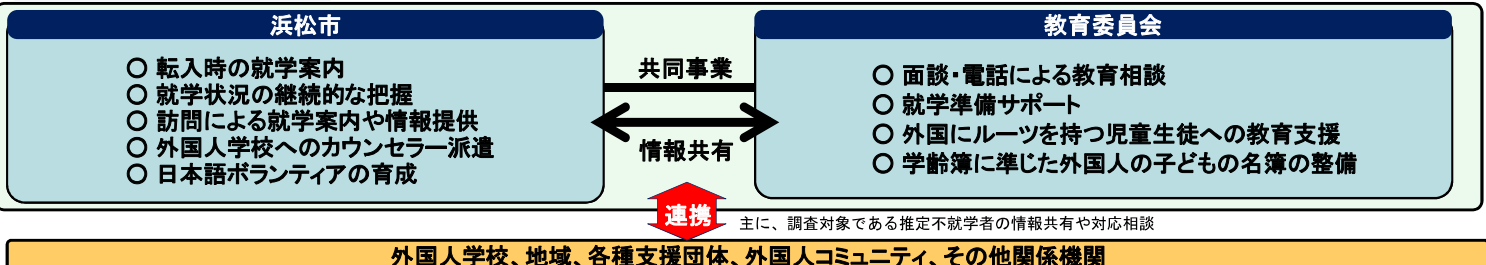 浜松市
○ 転入時の就学案内
○ 就学状況の継続的な把握
○ 訪問による就学案内や情報提供
○ 外国人学校へのカウンセラー派遣
○ 日本語ボランティアの育成
共同事業
情報共有
教育委員会
○ 面談・電話による教育相談
○ 就学準備サポート
○ 外国にルーツを持つ児童生徒への教育支援
○ 学齢簿に準じた外国人の子どもの名簿の整備
連携
主に、調査対象である推定不就学者の情報共有や対応相談
外国人学校、地域、各種支援団体、外国人コミュニティ、その他関係機関